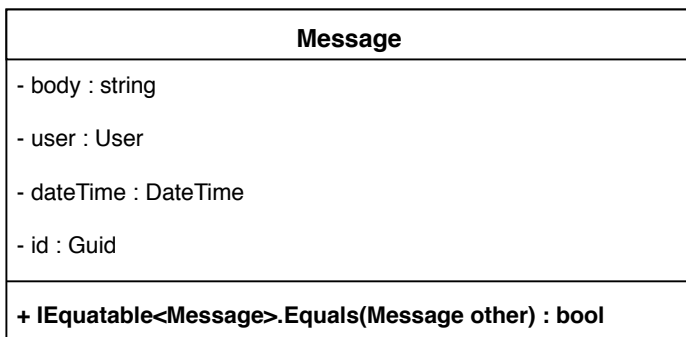 Message
- body : string
- user : User
- dateTime : DateTime
- id : Guid
+ IEquatable<Message>.Equals(Message other) : bool